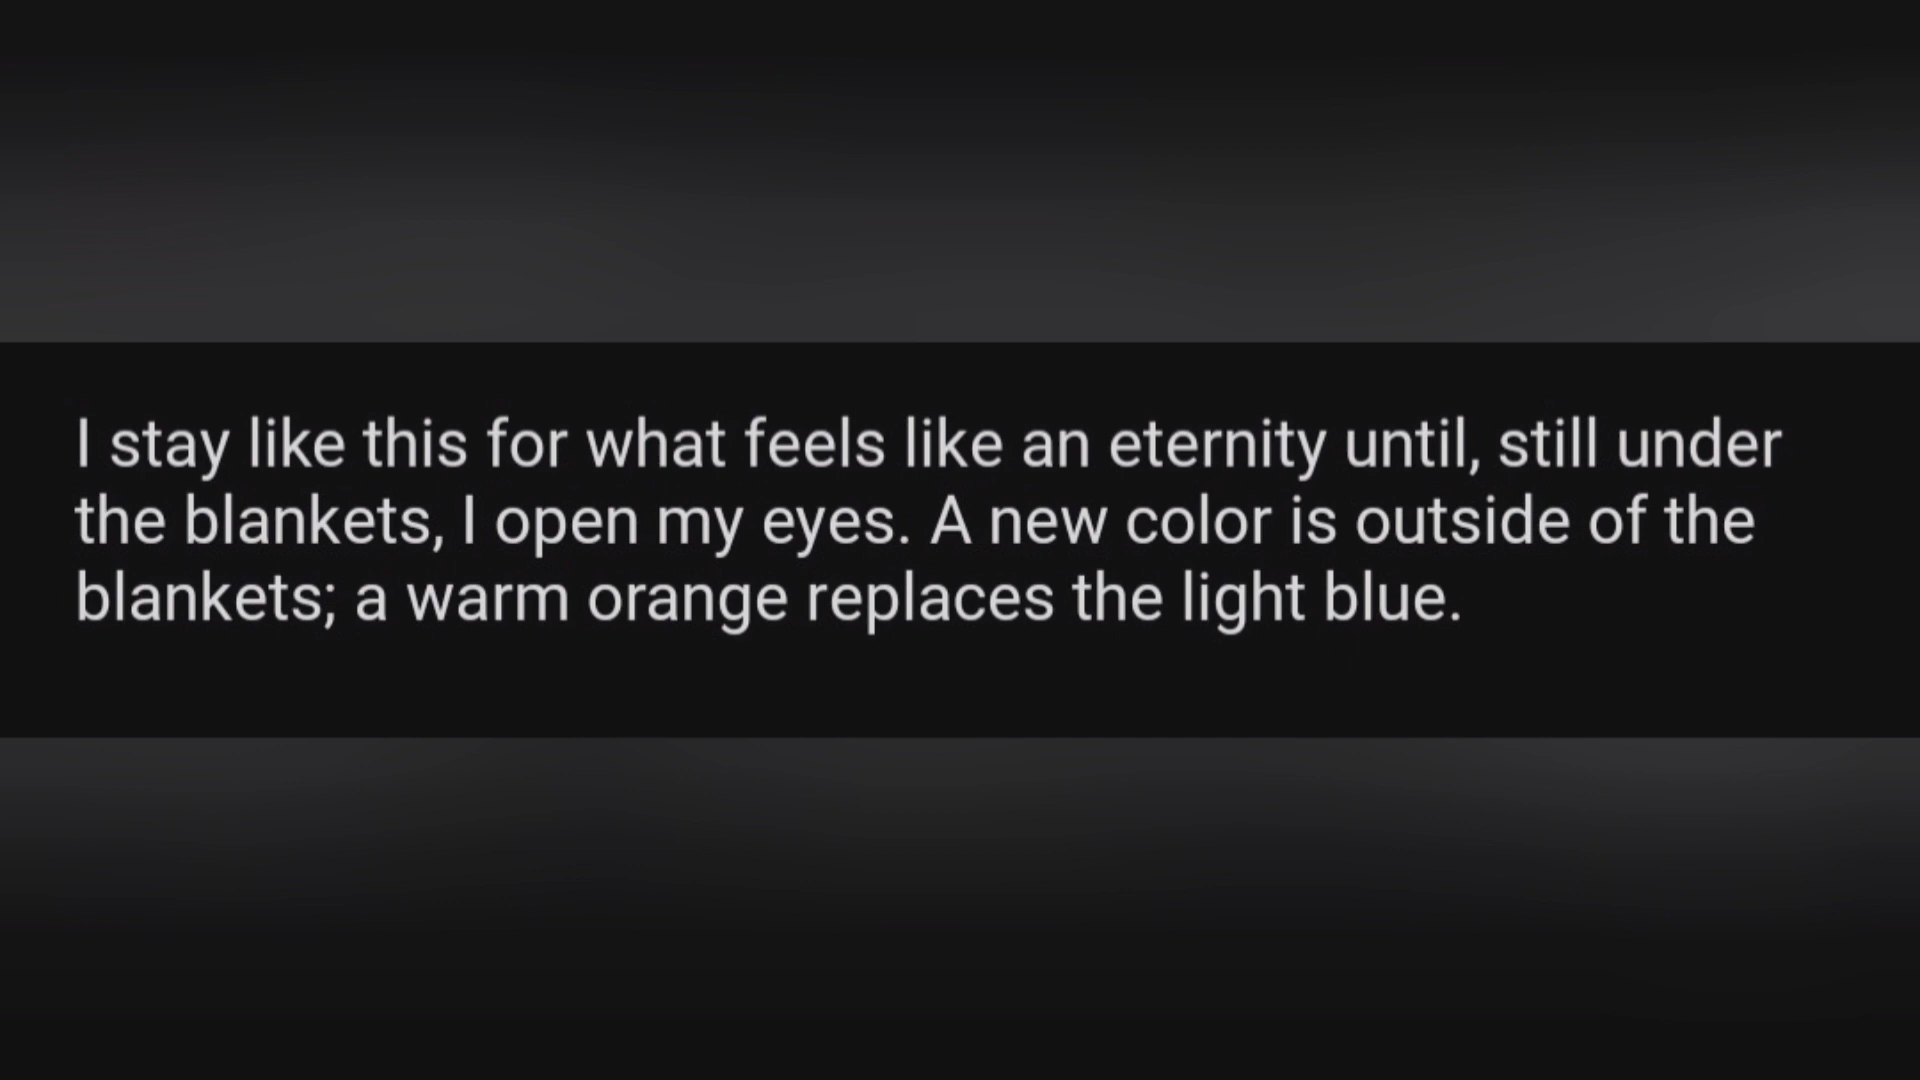 I stay like this for what feels like an eternity until, still under
the blankets, I open my eyes. A new color is outside of the
blankets; a warm orange replaces the light blue.